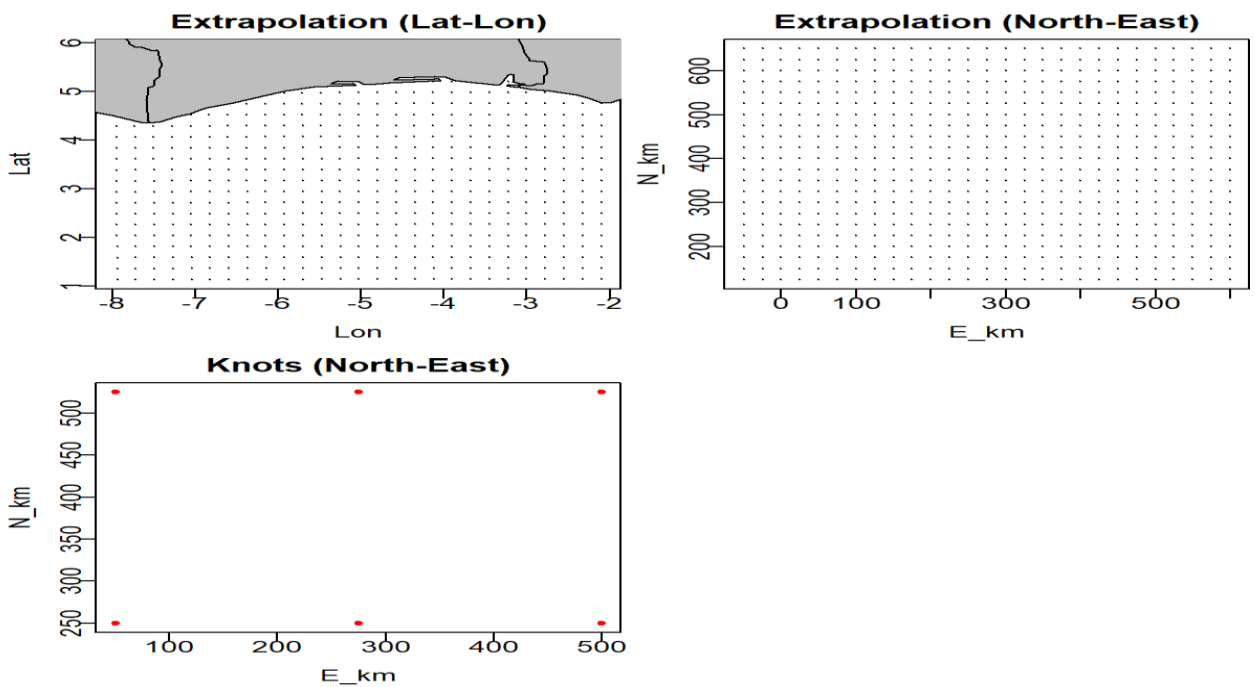 Extrapolation (Lat-Lon)
Lat
6
5
4
3
2
1
-8 -7 -6 -5 -4 -3 -2
Lon
Extrapolation (North-East)
N_km
600
500
400
300
200
0 100 300 500
E_km
Knots (North-East)
N_km
500
450
400
350
300
250
100 200 300 400 500
E_km